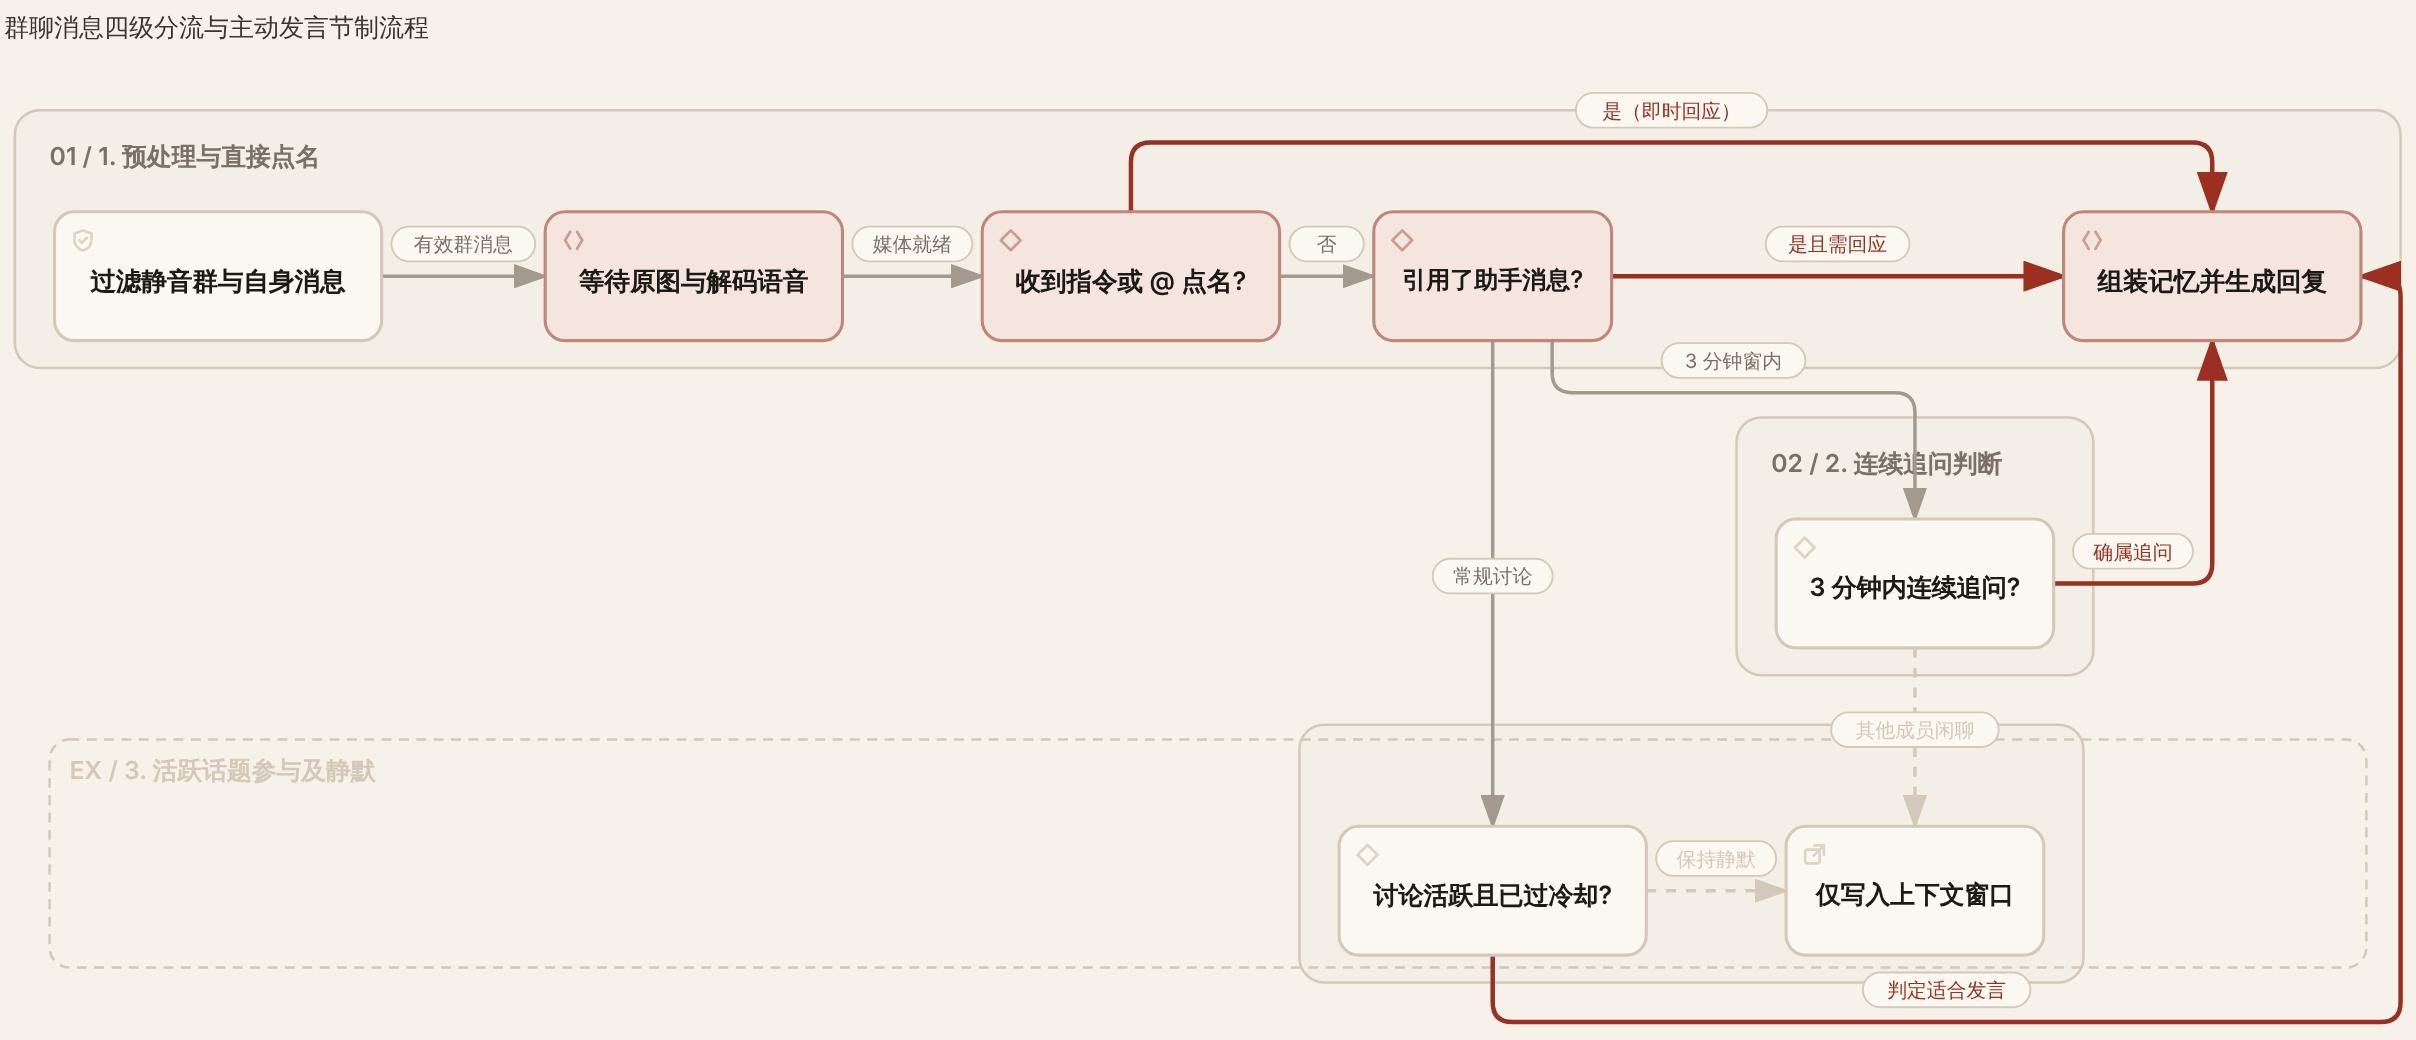 群聊消息四级分流与主动发言节制流程
是（即时回应）
01 / 1. 预处理与直接点名
过滤静音群与自身消息
有效群消息
等待原图与解码语音
媒体就绪
收到指令或 @ 点名?
否
引用了助手消息?
是且需回应
组装记忆并生成回复
3 分钟窗内
02 / 2. 连续追问判断
3 分钟内连续追问?
确属追问
常规讨论
其他成员闲聊
EX / 3. 活跃话题参与及静默
讨论活跃且已过冷却?
保持静默
仅写入上下文窗口
判定适合发言